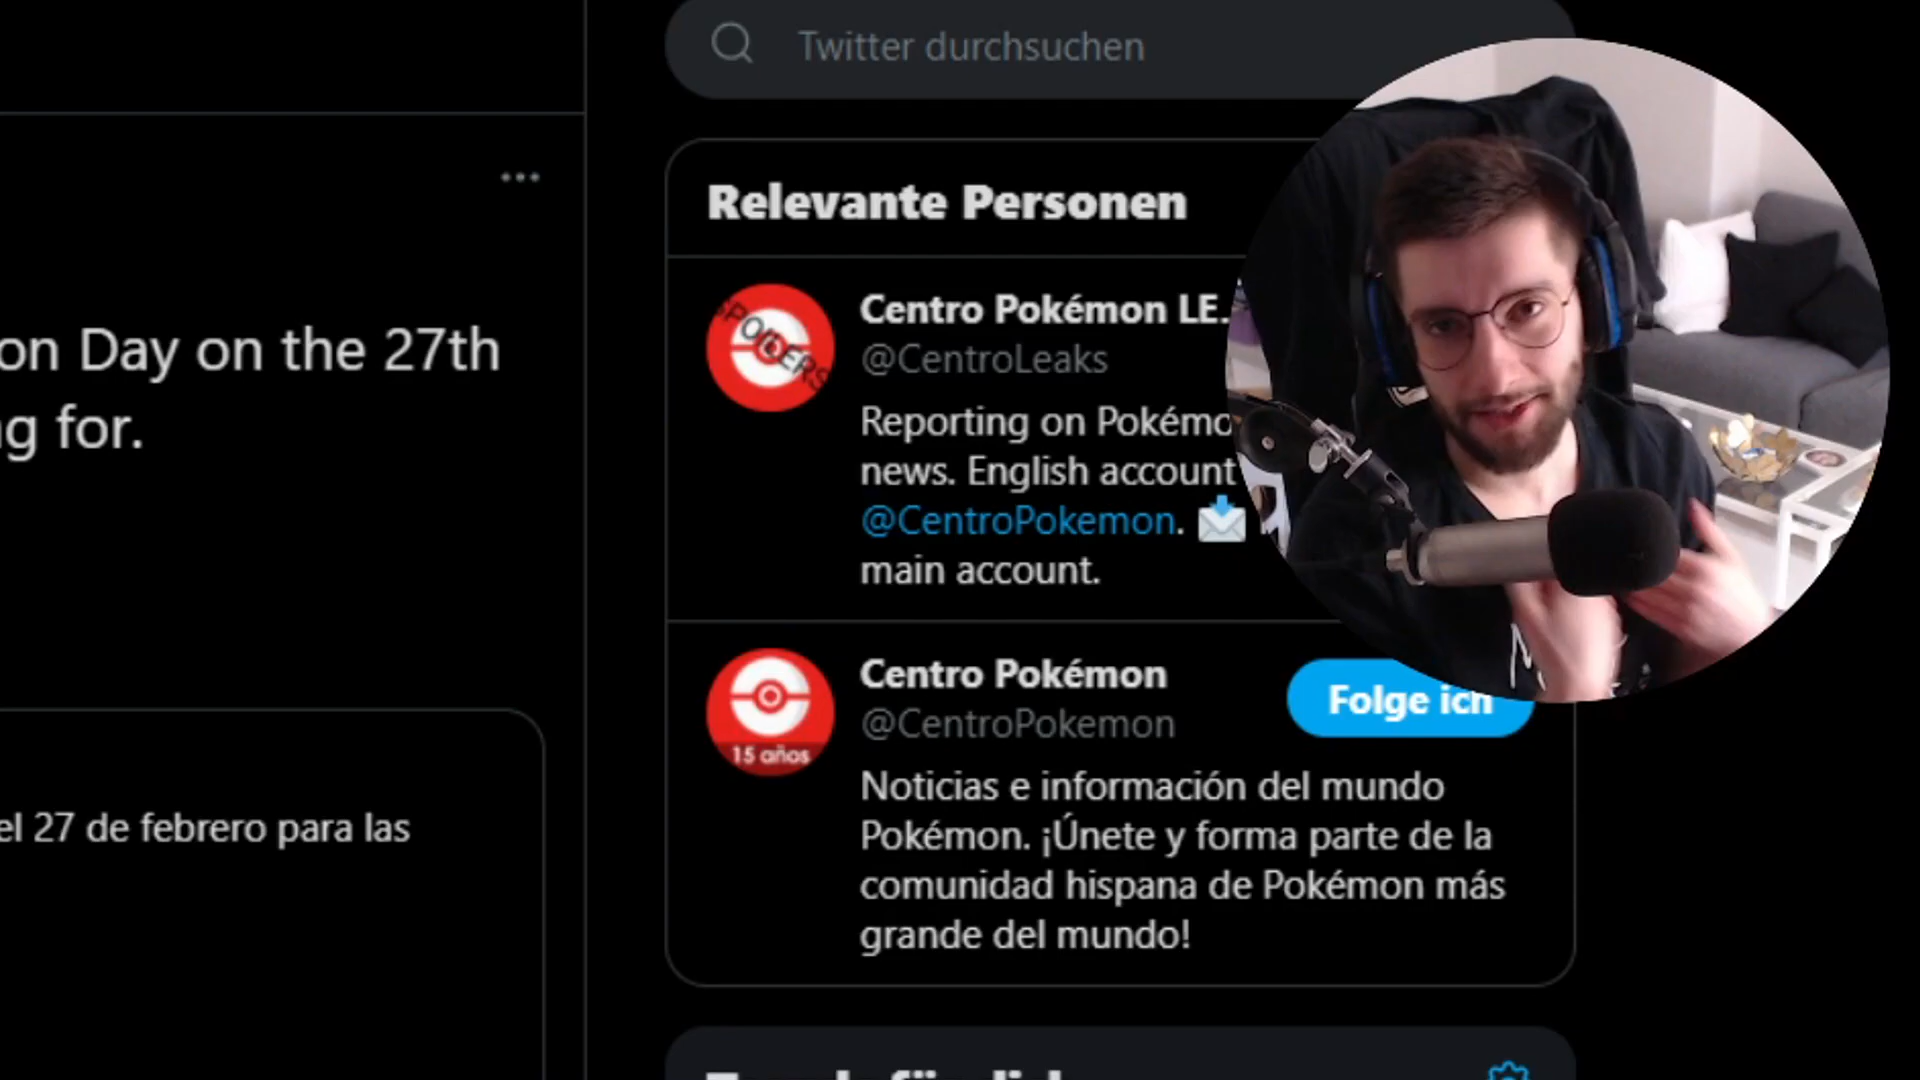 Twitter durchsuchen
on Day on the 27th
g for.
el 27 de febrero para las
Relevante Personen
SPOILERS
Centro Pokémon LE.
@CentroLeaks
Reporting on Pokémo
news. English account
@CentroPokemon.
main account.
Centro Pokémon
@CentroPokemon
Folge ich
15 años
Noticias e información del mundo
Pokémon. ¡Únete y forma parte de la
comunidad hispana de Pokémon más
grande del mundo!